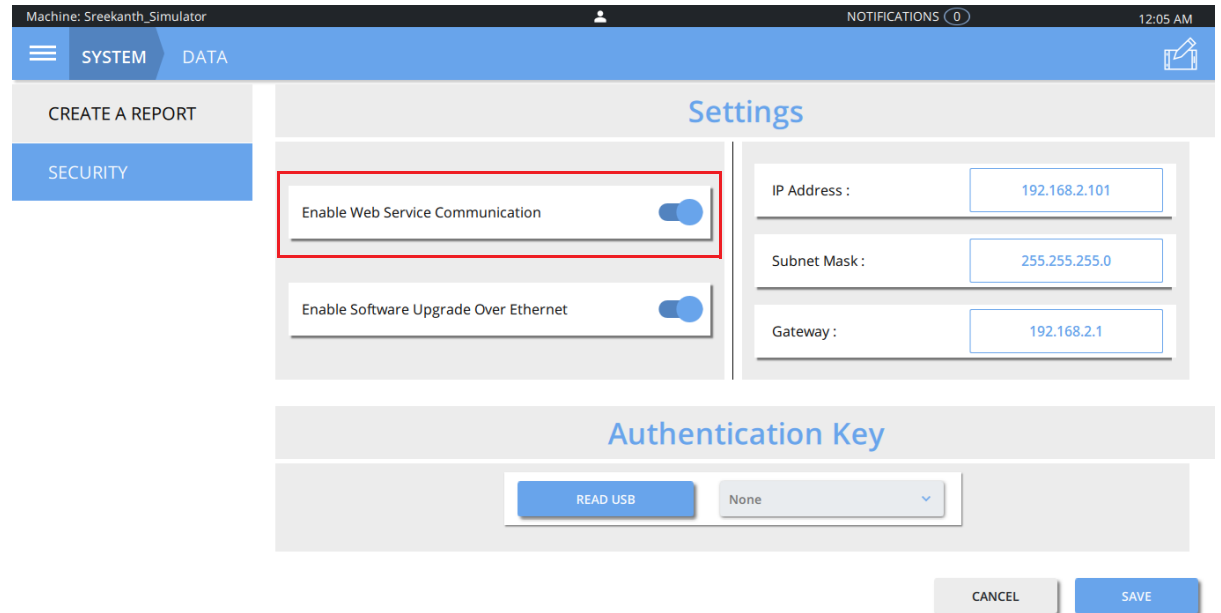 Machine: Sreekanth_Simulator
NOTIFICATIONS 0
12:05 AM
SYSTEM
DATA
CREATE A REPORT
SECURITY
Settings
Enable Web Service Communication
Enable Software Upgrade Over Ethernet
IP Address : 192.168.2.101
Subnet Mask : 255.255.255.0
Gateway : 192.168.2.1
Authentication Key
READ USB
None
CANCEL
SAVE